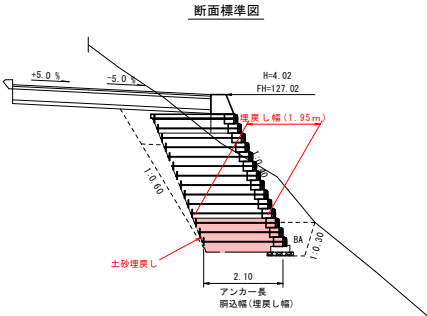 断面標準図
+5.0 %
-5.0 %
H=4.02
FH=127.02
埋戻し幅(1.95m)
1:0.60
BA
1:0.30
土砂埋戻し
2.10
アンカー長
胴込幅(埋戻し幅)